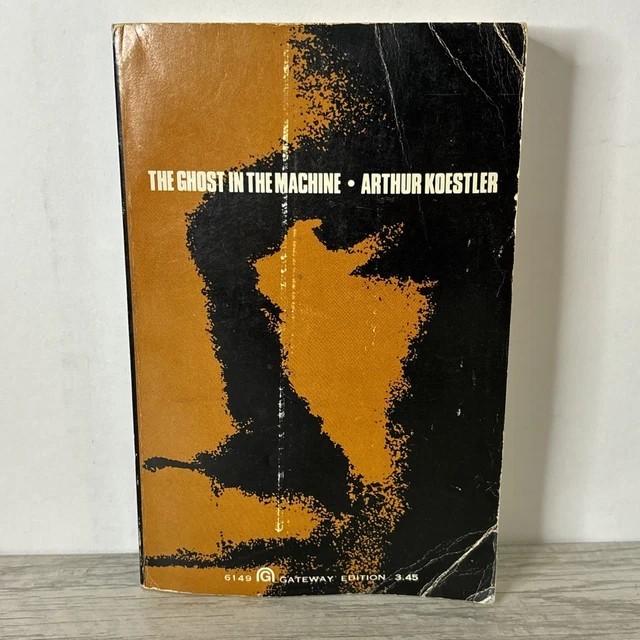 THE GHOST IN THE MACHINE • ARTHUR KOESTLER
6149 G GATEWAY EDITION 3.45